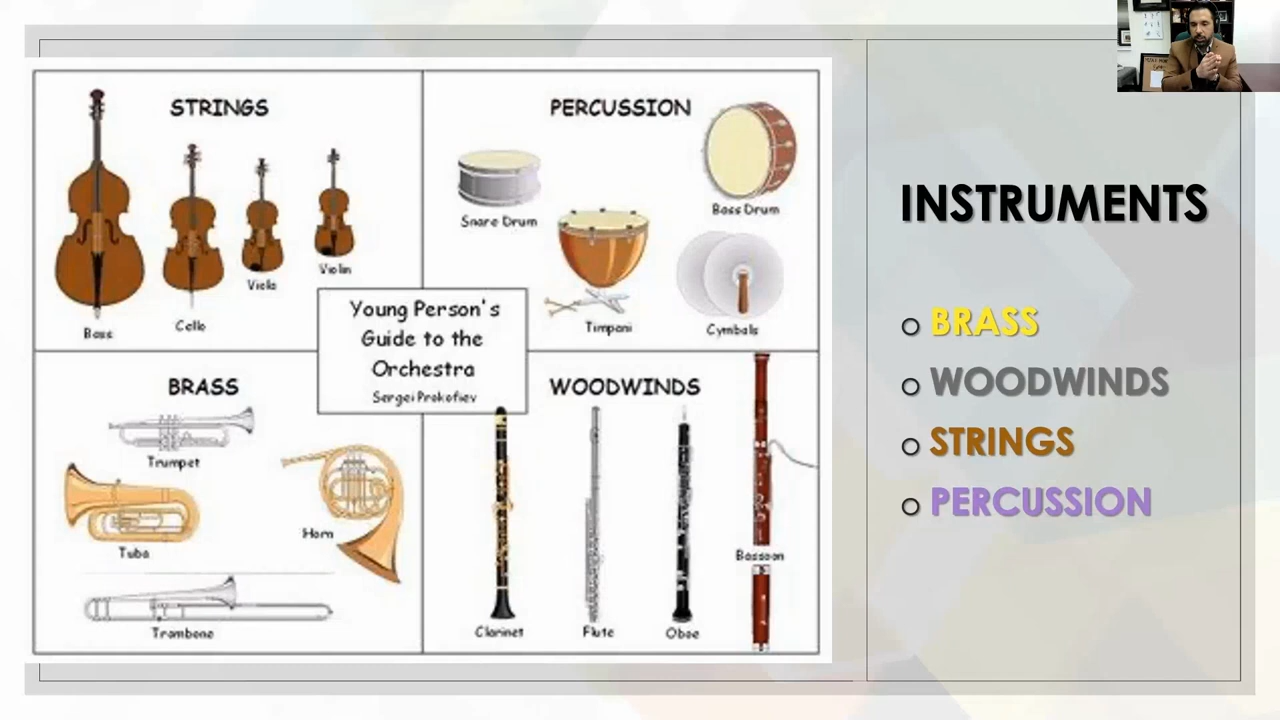 STRINGS
Bass
Cello
Viola
Violin
PERCUSSION
Snare Drum
Bass Drum
Timpani
Cymbals
Young Person's
Guide to the
Orchestra
Sergei Prokofiev
BRASS
Trumpet
Tuba
Horn
Trombone
WOODWINDS
Clarinet
Flute
Oboe
Bassoon
INSTRUMENTS
BRASS
WOODWINDS
STRINGS
PERCUSSION